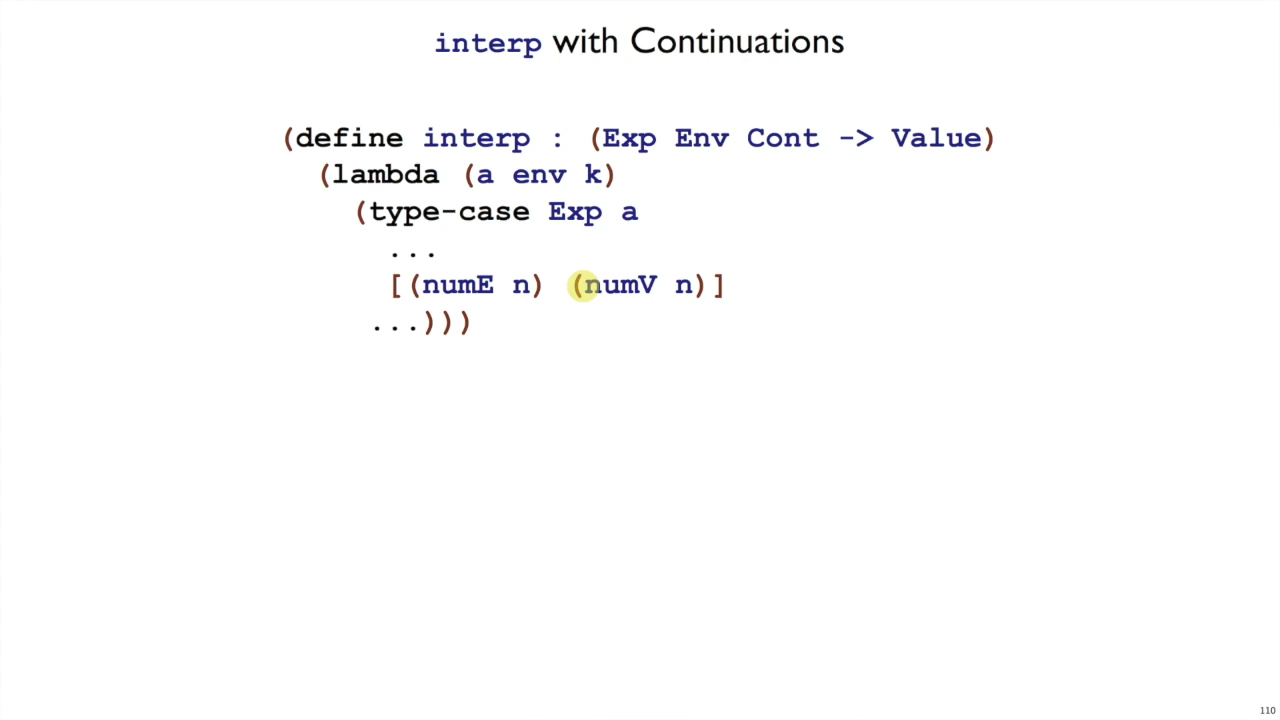 interp with Continuations
(define interp : (Exp Env Cont -> Value)
(lambda (a env k)
(type-case Exp a
...
[(numE n) (numV n)]
...)))
110